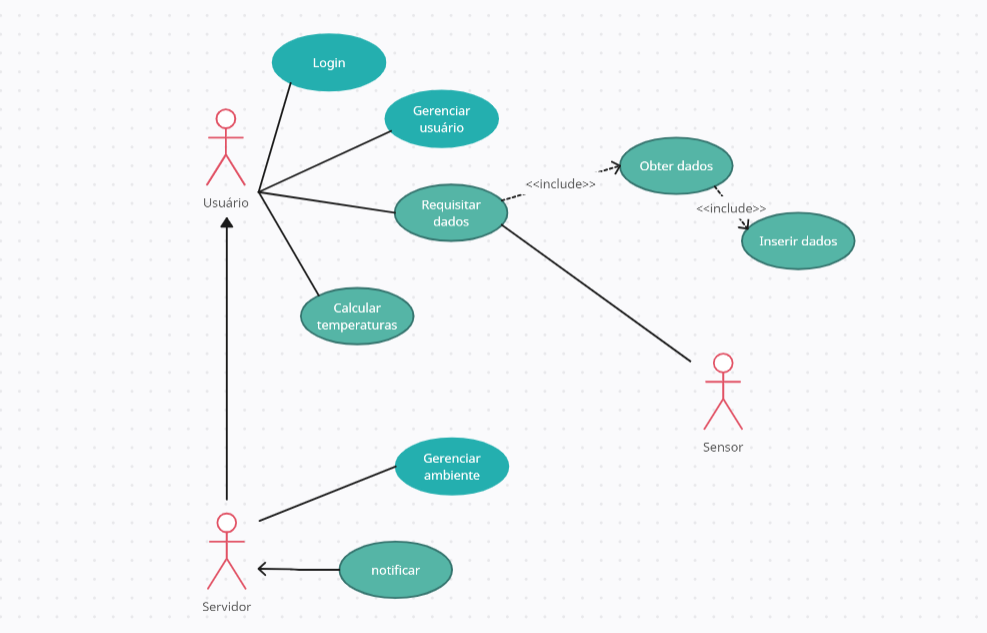 Login
Gerenciar
usuário
Usuário
Requisitar
dados
<<include>>
Obter dados
<<include>>
Inserir dados
Calcular
temperaturas
Sensor
Gerenciar
ambiente
notificar
Servidor